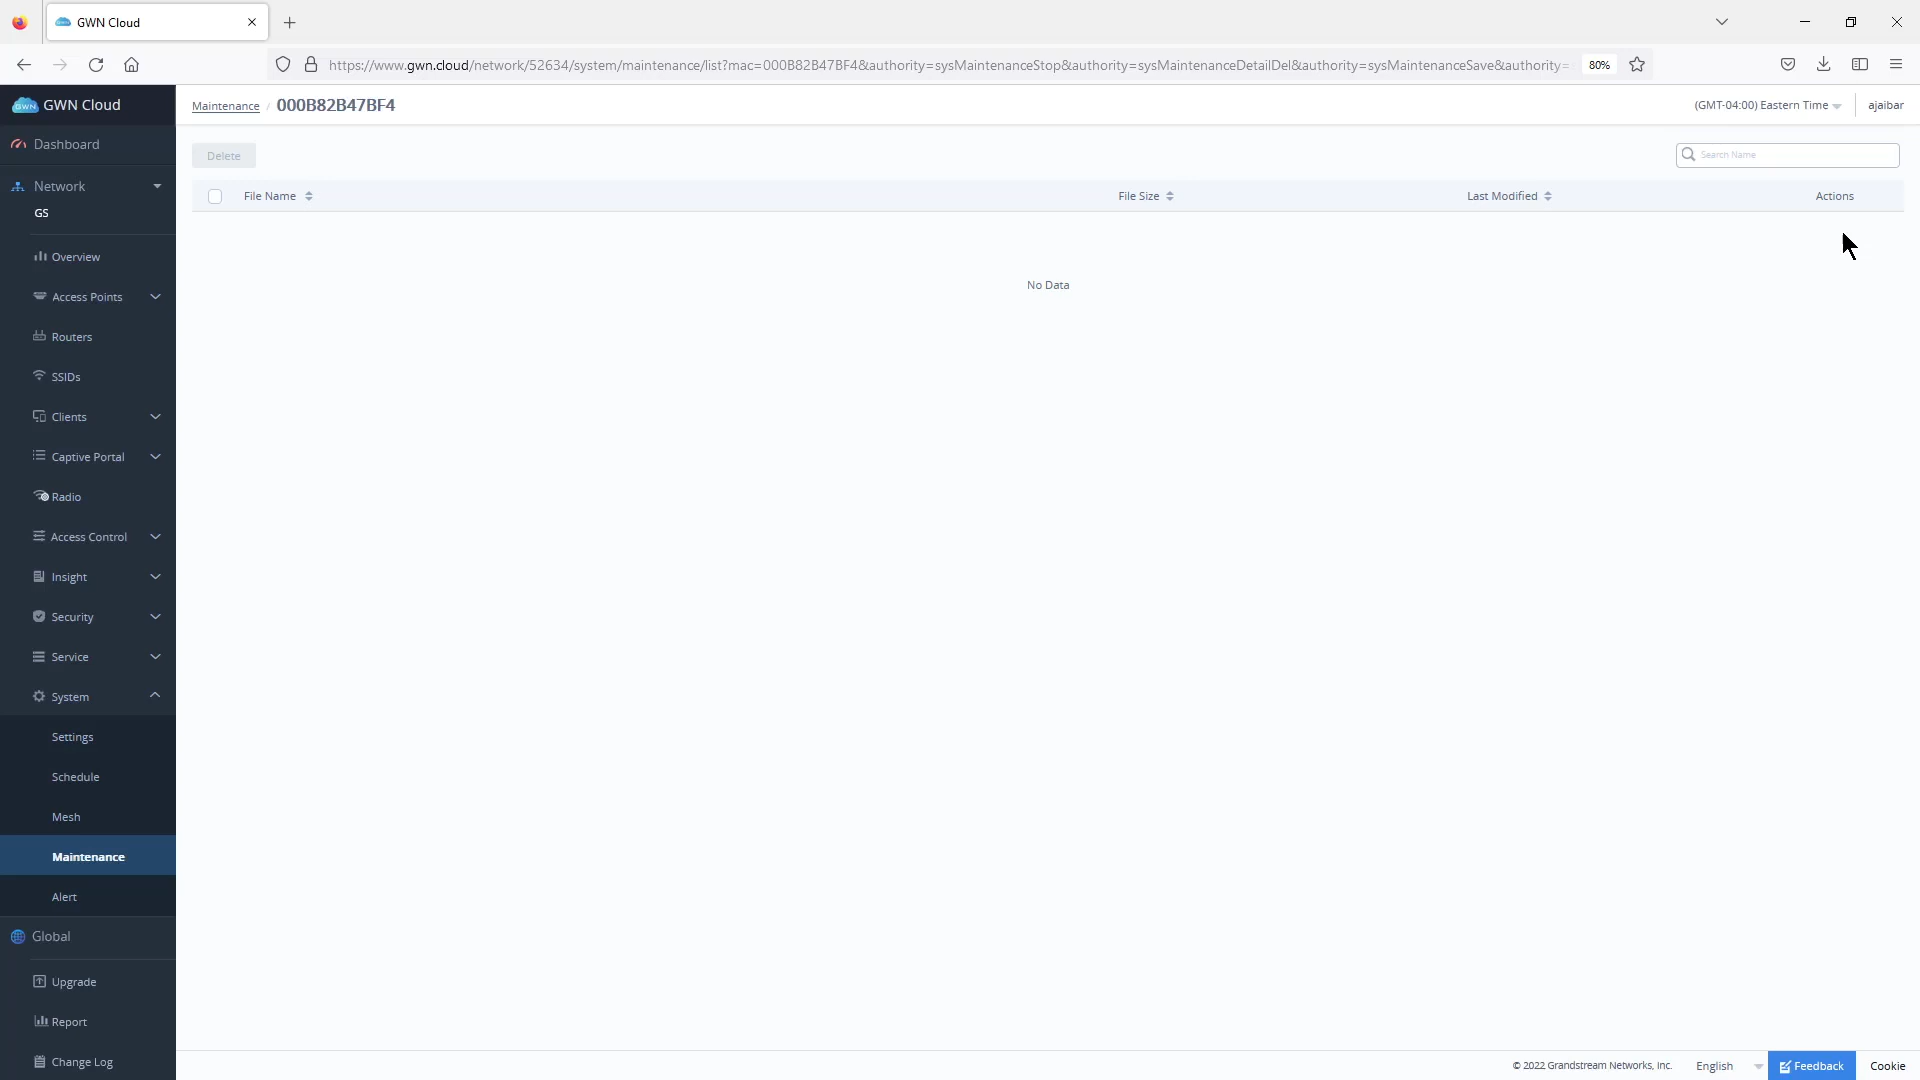 GWN Cloud
https://www.gwn.cloud/network/52634/system/maintenance/list?mac=000B82B47BF4&authority=sysMaintenanceStop&authority=sysMaintenanceDetailDel&authority=sysMaintenanceSave&authority=
80%
GWN GWN Cloud
Maintenance / 000B82B47BF4
(GMT-04:00) Eastern Time
ajaibar
Dashboard
Network
GS
Overview
Access Points
Routers
SSIDs
Clients
Captive Portal
Radio
Access Control
Insight
Security
Service
System
Settings
Schedule
Mesh
Maintenance
Alert
Global
Upgrade
Report
Change Log
Delete
Search Name
File Name File Size Last Modified Actions
No Data
© 2022 Grandstream Networks, Inc. English Feedback Cookie